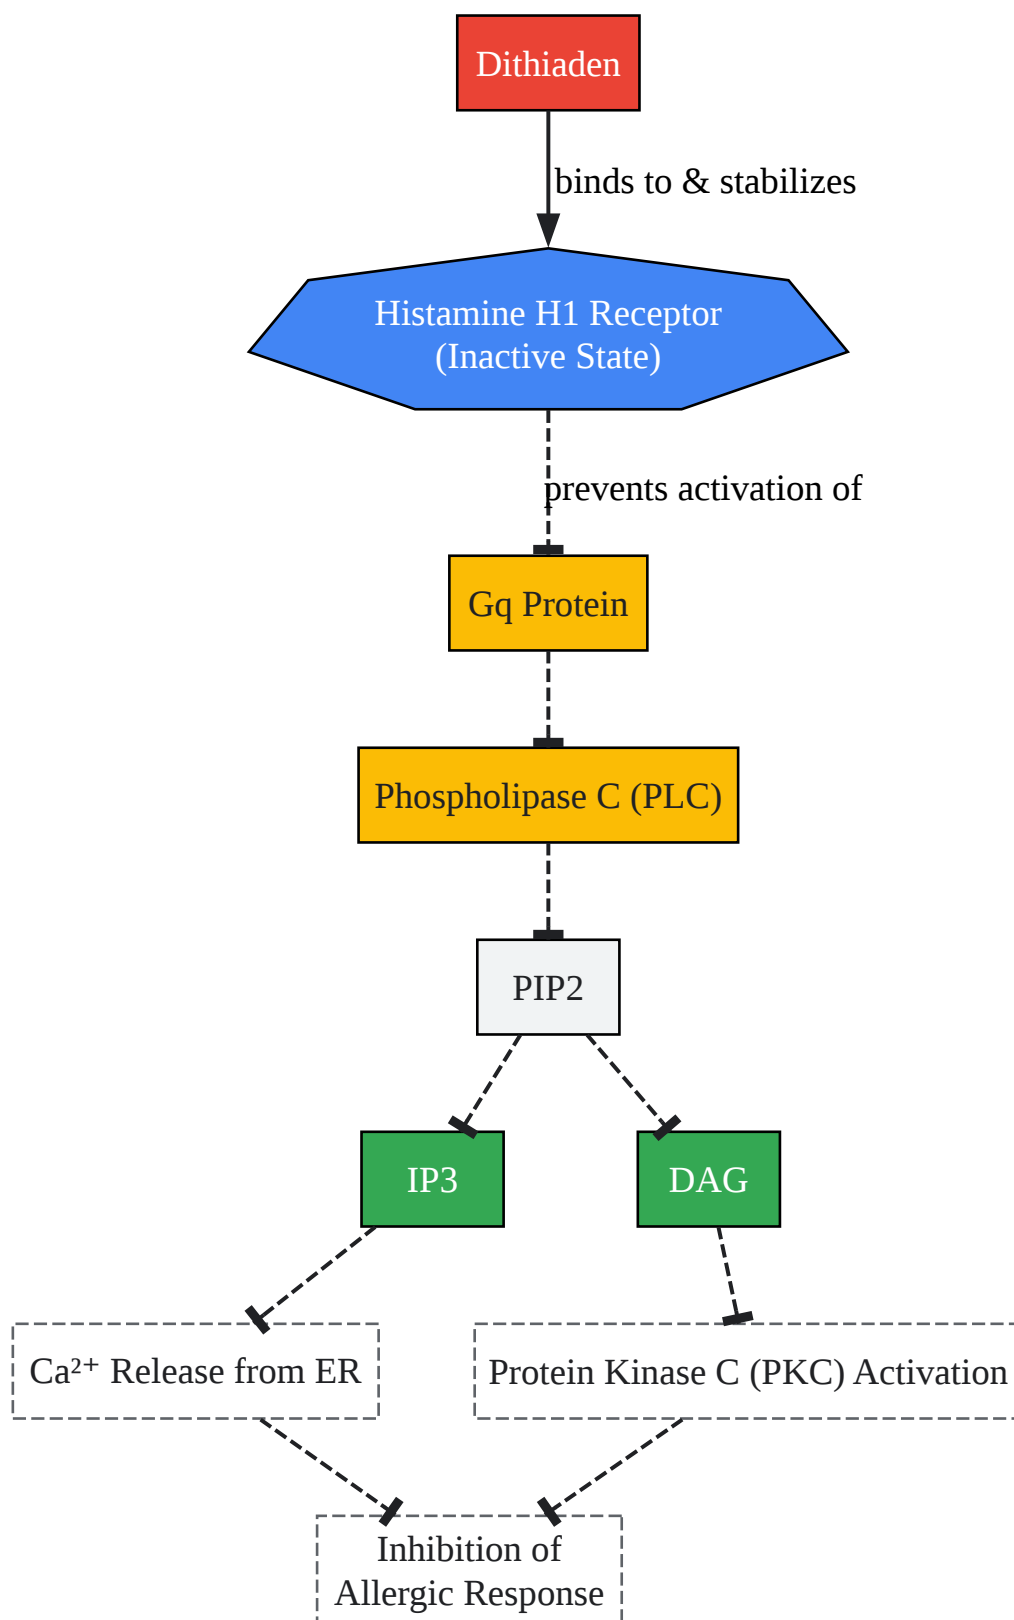 Dithiaden
binds to & stabilizes
Histamine H1 Receptor
(Inactive State)
prevents activation of
Gq Protein
Phospholipase C (PLC)
PIP2
IP3
DAG
Ca²⁺ Release from ER
Protein Kinase C (PKC) Activation
Inhibition of
Allergic Response